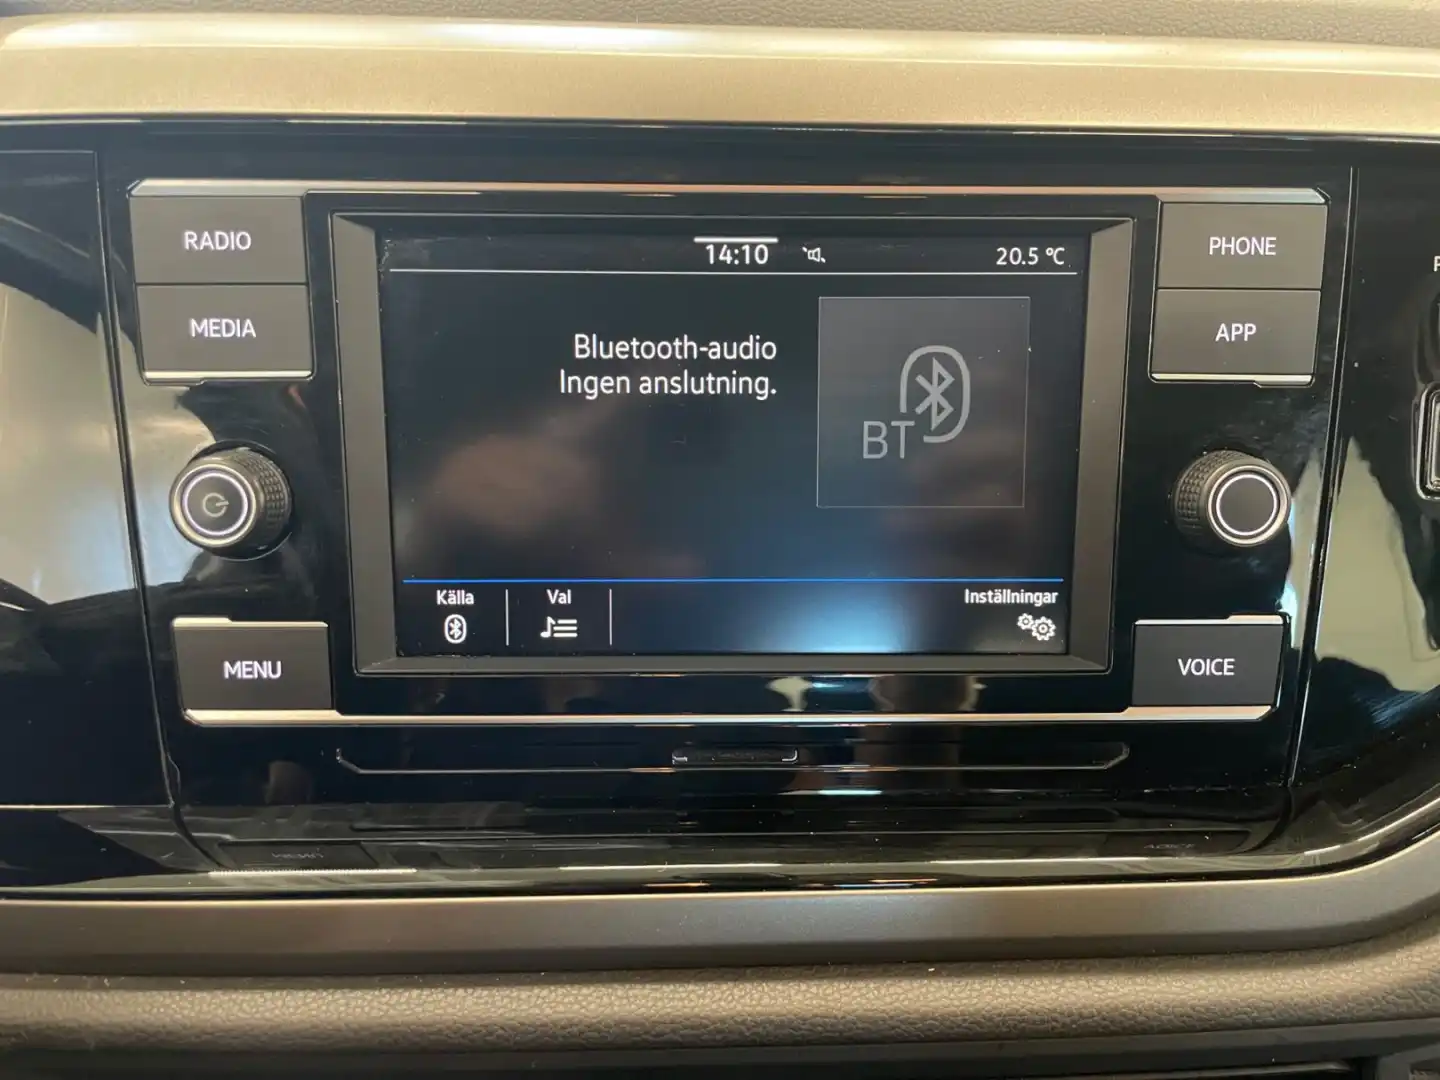 RADIO
MEDIA
MENU
14:10
20.5 °C
Bluetooth-audio
Ingen anslutning.
BT
Källa
Val
Inställningar
PHONE
APP
VOICE